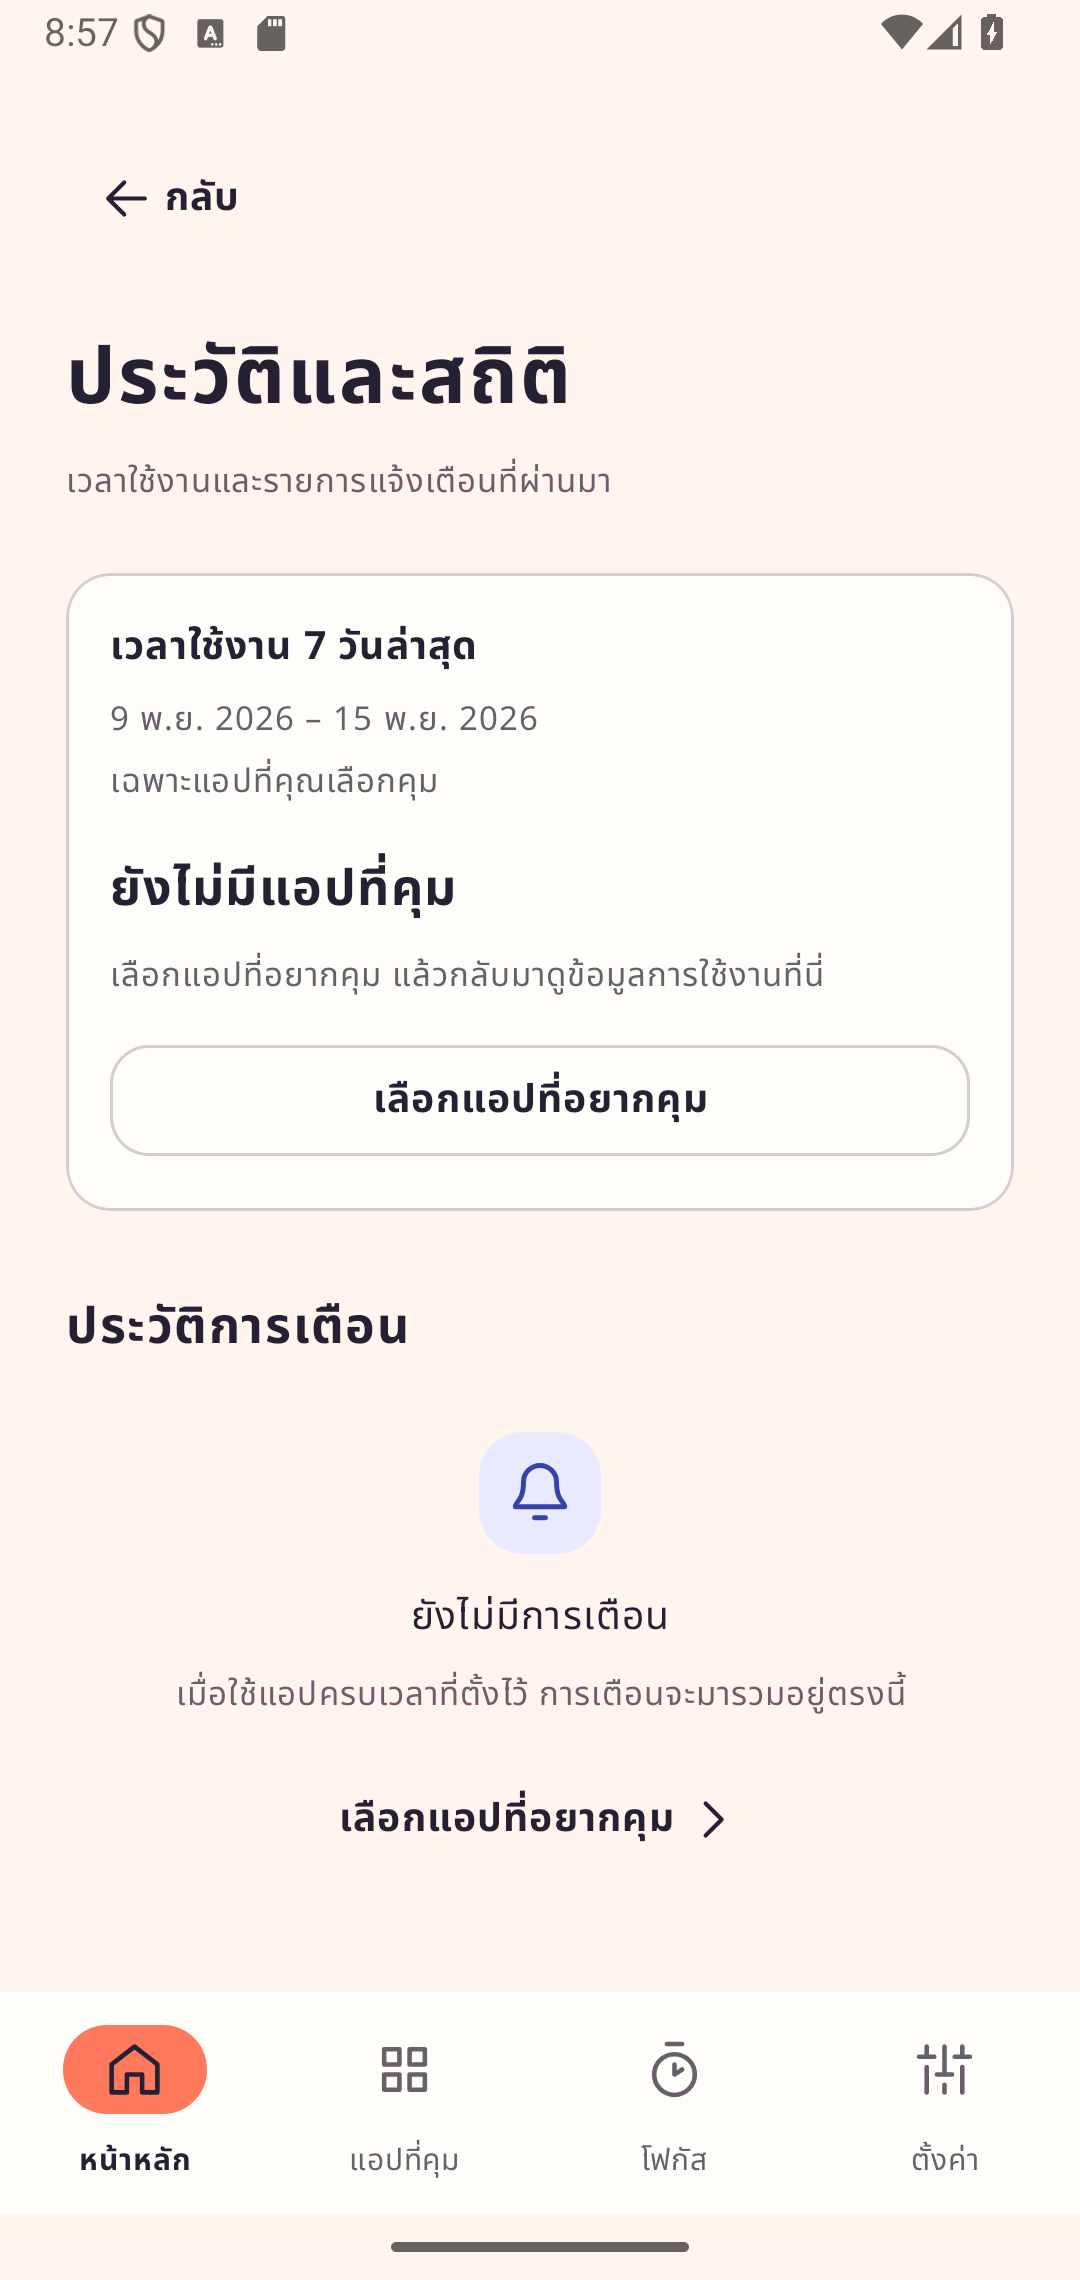 8:57
กลับ
ประวัติและสถิติ
เวลาใช้งานและรายการแจ้งเตือนที่ผ่านมา
เวลาใช้งาน 7 วันล่าสุด
9 พ.ย. 2026 – 15 พ.ย. 2026
เฉพาะแอปที่คุณเลือกคุม
ยังไม่มีแอปที่คุม
เลือกแอปที่อยากคุม แล้วกลับมาดูข้อมูลการใช้งานที่นี่
เลือกแอปที่อยากคุม
ประวัติการเตือน
ยังไม่มีการเตือน
เมื่อใช้แอปครบเวลาที่ตั้งไว้ การเตือนจะมารวมอยู่ตรงนี้
เลือกแอปที่อยากคุม
หน้าหลัก
แอปที่คุม
โฟกัส
ตั้งค่า